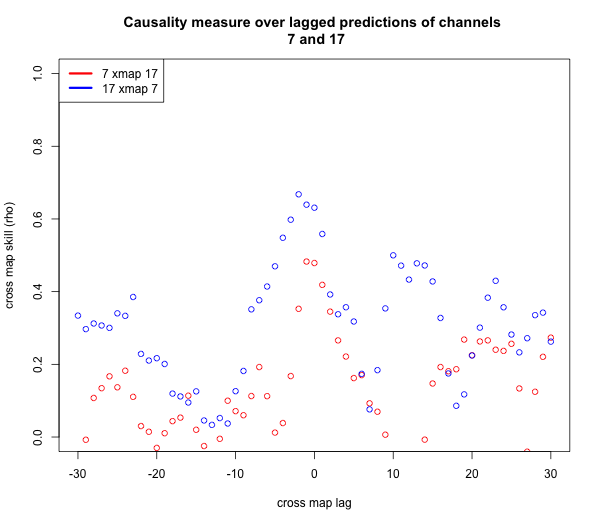 Causality measure over lagged predictions of channels
7 and 17
7 xmap 17
17 xmap 7
cross map skill (rho)
1.0
0.8
0.6
0.4
0.2
0.0
-30 -20 -10 0 10 20 30
cross map lag